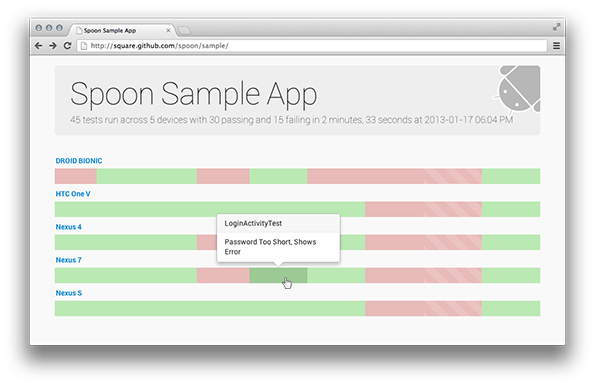 Spoon Sample App
http://square.github.com/spoon/sample/
Spoon Sample App
45 tests run across 5 devices with 30 passing and 15 failing in 2 minutes, 33 seconds at 2013-01-17 06:04 PM
DROID BIONIC
HTC One V
Nexus 4
LoginActivityTest
Password Too Short, Shows
Error
Nexus 7
Nexus S